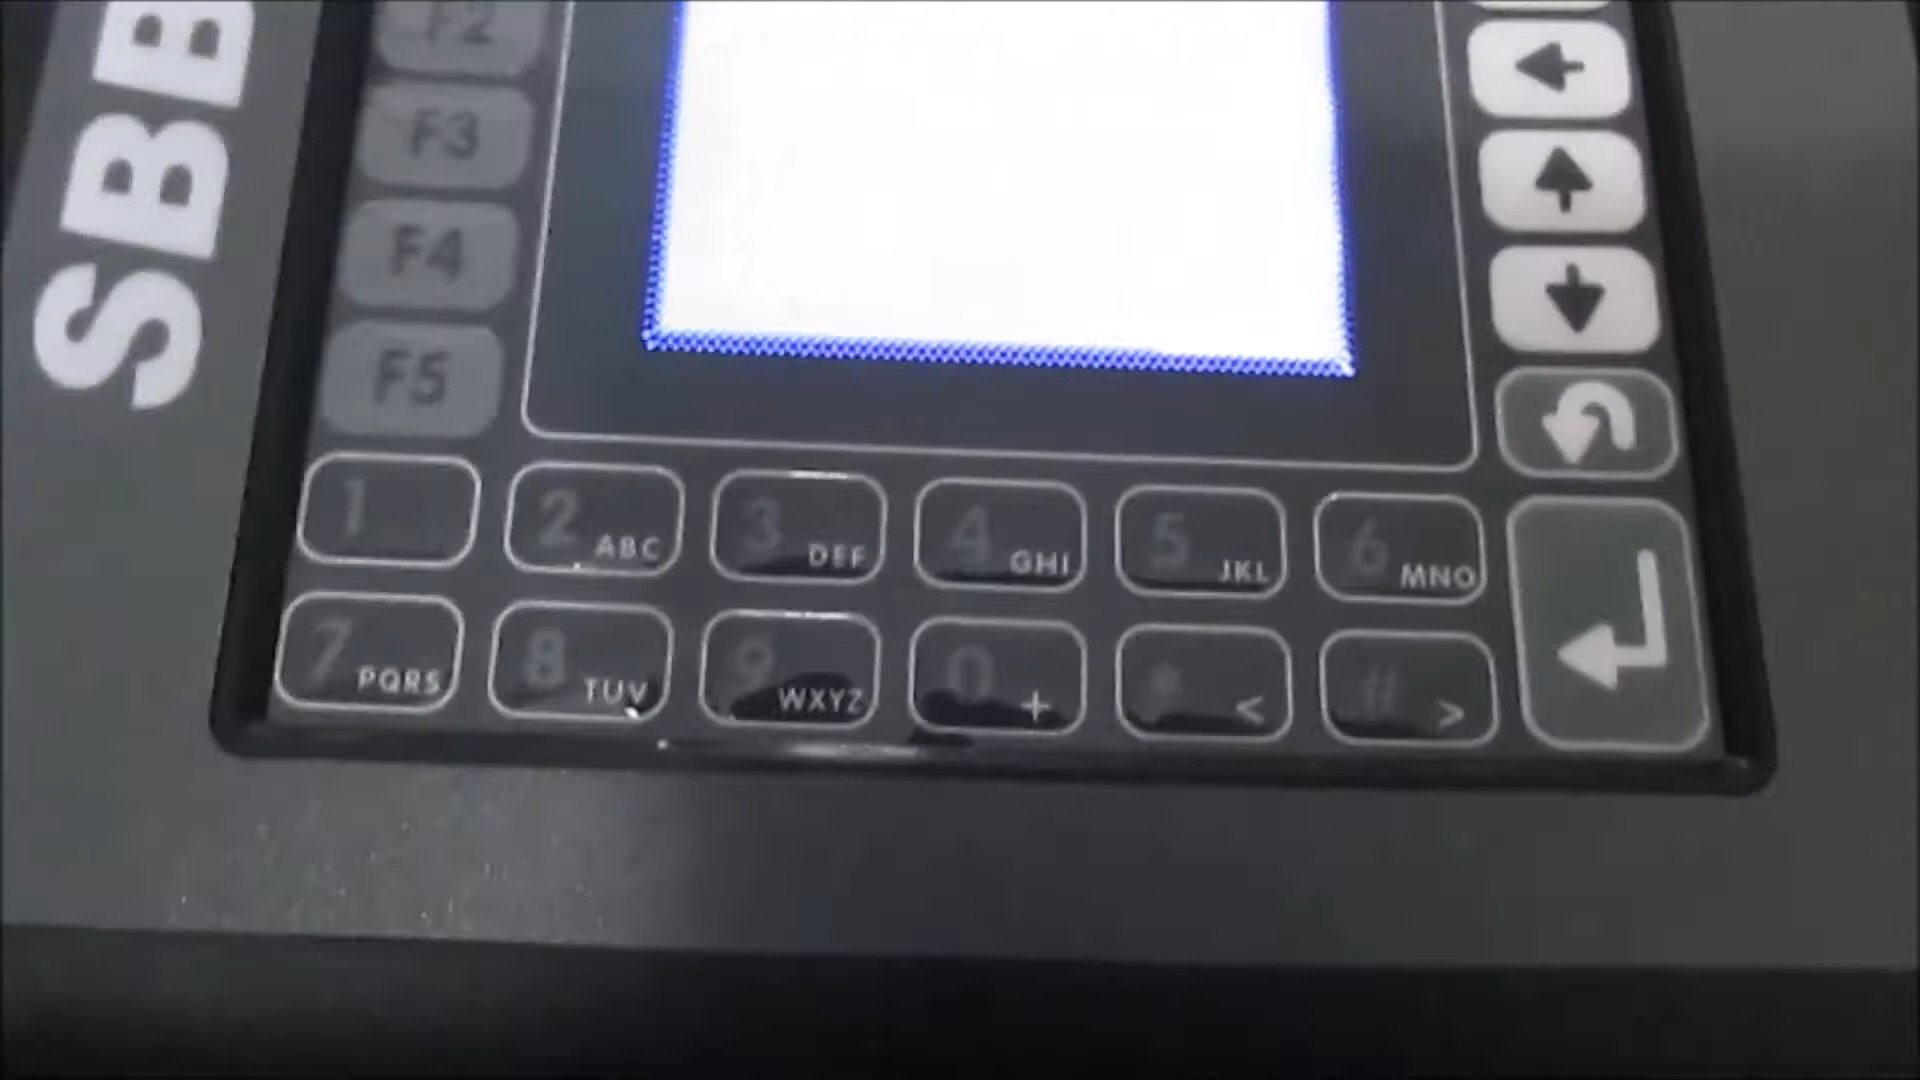 SBB
F2
F3
F4
F5
1
2 ABC
3 DEF
4 GHI
5 JKL
6 MNO
7 PQRS
8 TUV
9 WXYZ
0 +
* <
# >